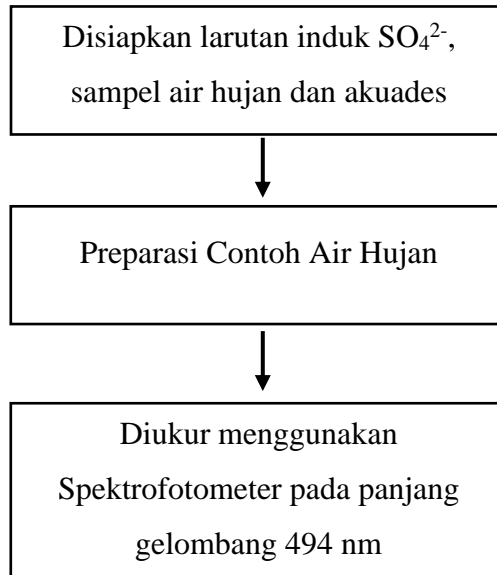 Disiapkan larutan induk SO₄²⁻,
sampel air hujan dan akuades
Preparasi Contoh Air Hujan
Diukur menggunakan
Spektrofotometer pada panjang
gelombang 494 nm